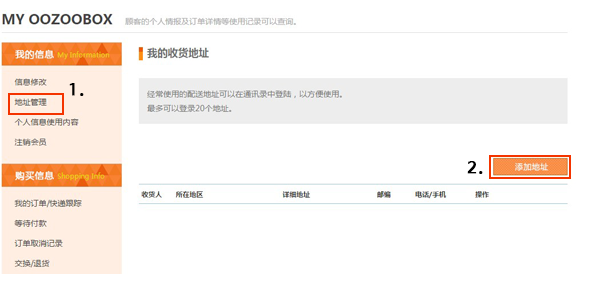 MY OOZOOBOX 顾客的个人情报及订单详情等使用记录可以查询。
我的信息 My Information
信息修改
1.
地址管理
个人信息使用内容
注销会员
购买信息 Shopping Info
我的订单/快递跟踪
等待付款
订单取消记录
交换/退货
我的收货地址
经常使用的配送地址可以在通讯录中登陆，以方便使用。
最多可以登录20个地址。
2. 添加地址
收货人 所在地区 详细地址 邮编 电话/手机 操作